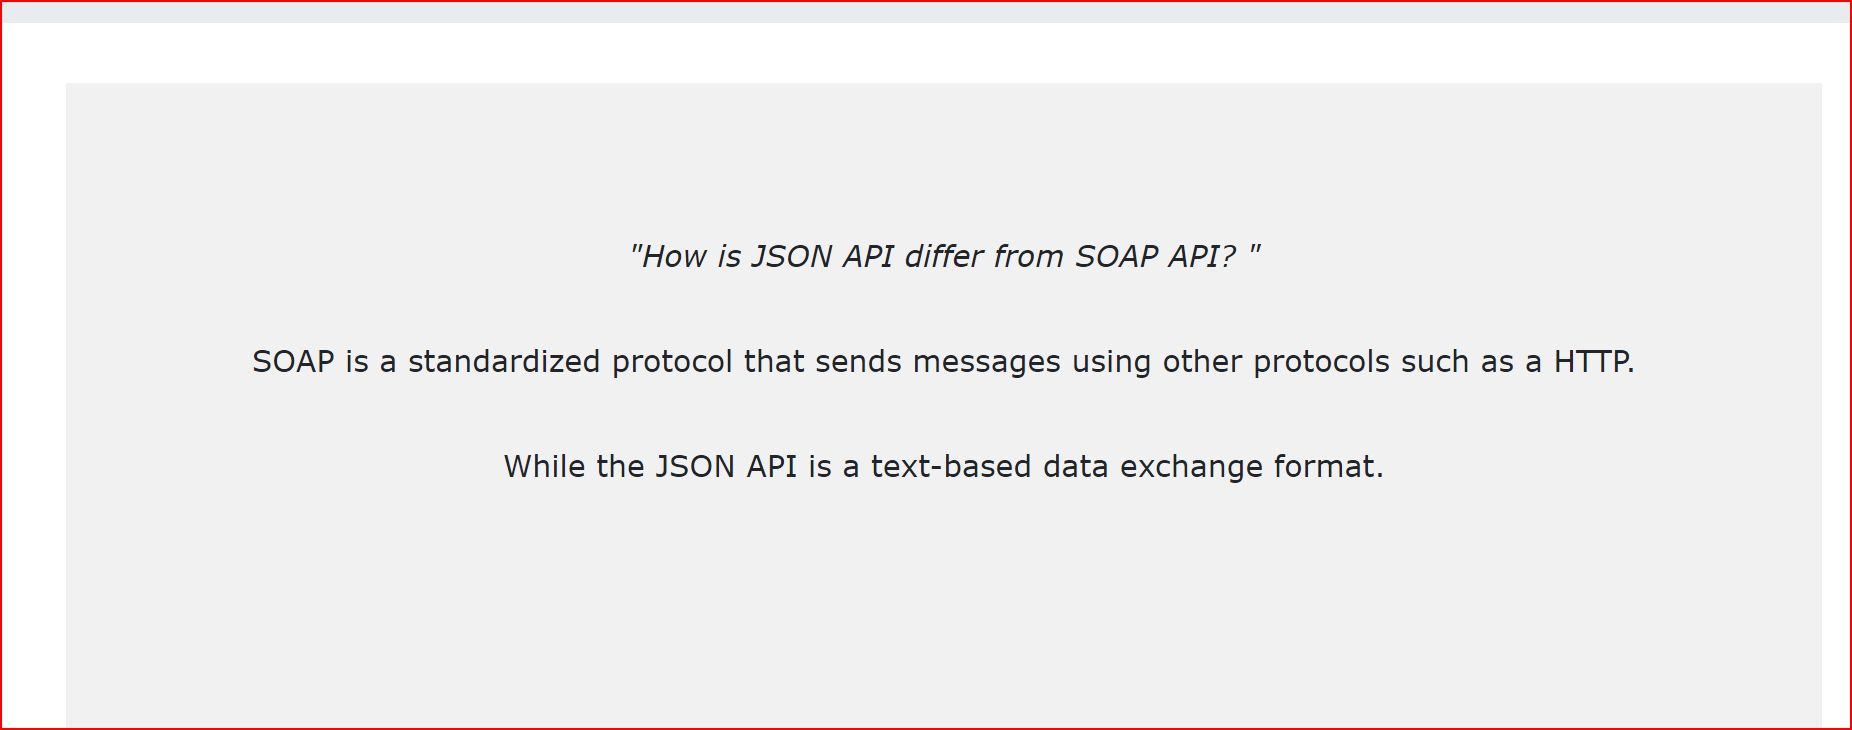 "How is JSON API differ from SOAP API? "
SOAP is a standardized protocol that sends messages using other protocols such as a HTTP.
While the JSON API is a text-based data exchange format.